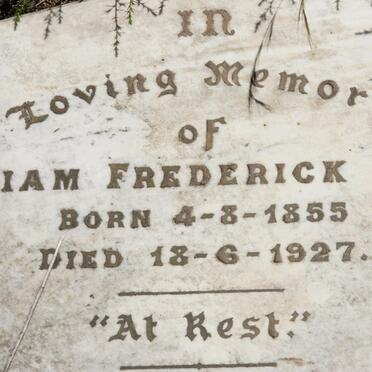 IN
Loving Memor
of
IAM FREDERICK
BORN 4-8-1855
DIED 18-6-1927.
"At Rest."